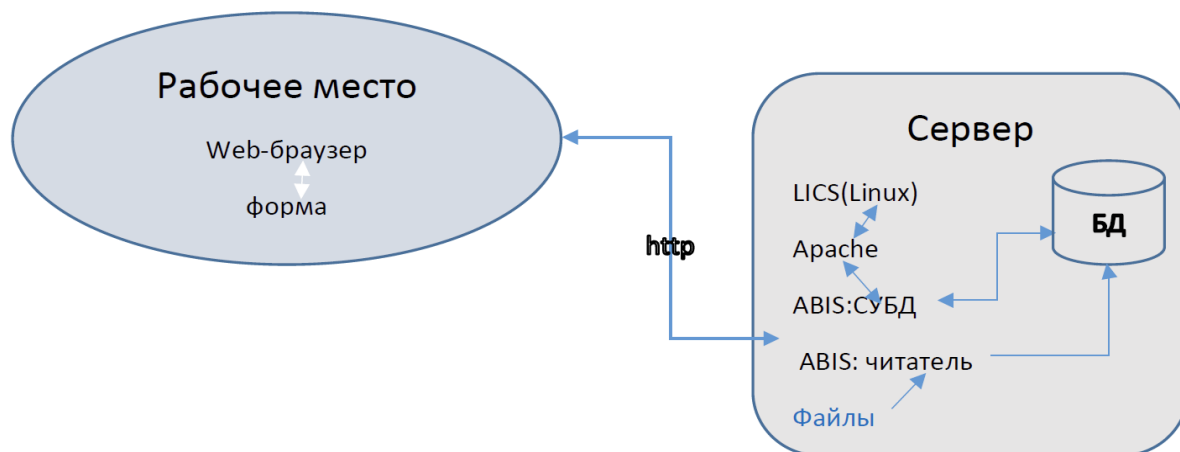 Рабочее место
Web-браузер
форма
http
Сервер
LICS(Linux)
Apache
ABIS:СУБД
ABIS: читатель
Файлы
БД